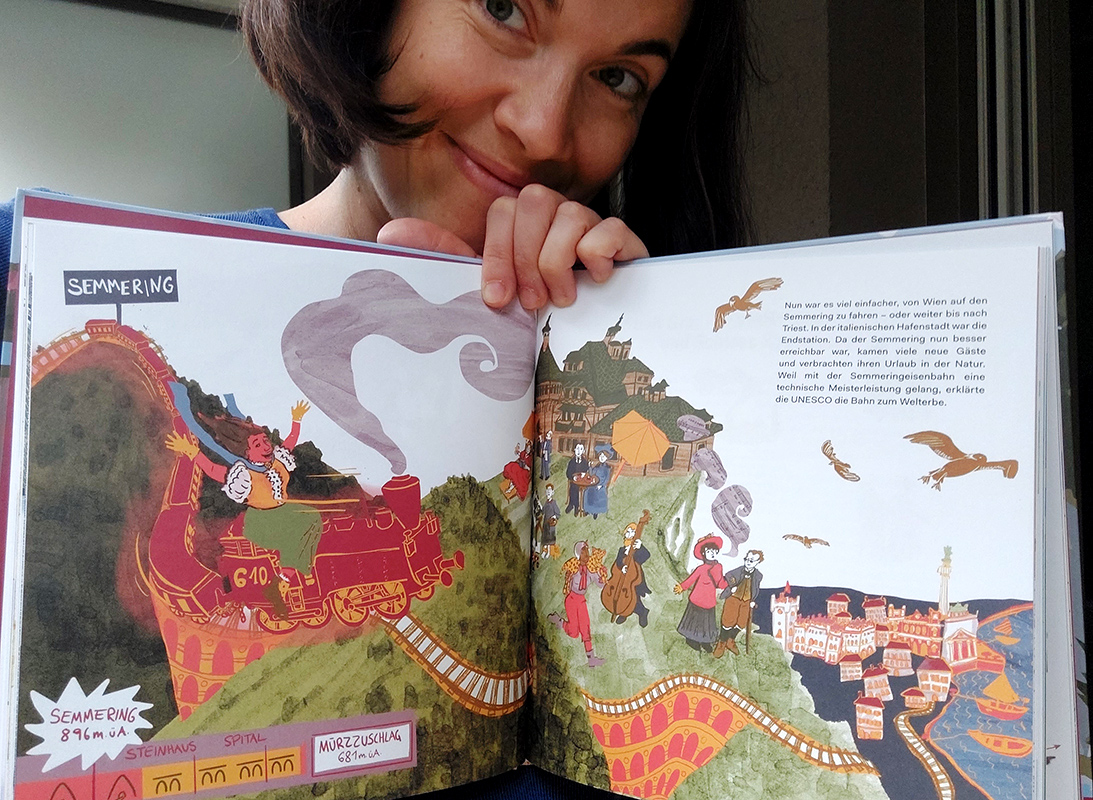 SEMMERING
610.
SEMMERING
896m.ü.A.
STEINHAUS
SPITAL
MÜRZZUSCHLAG
681m.ü.A.
Nun war es viel einfacher, von Wien auf den
Semmering zu fahren – oder weiter bis nach
Triest. In der italienischen Hafenstadt war die
Endstation. Da der Semmering nun besser
erreichbar war, kamen viele neue Gäste
und verbrachten ihren Urlaub in der Natur.
Weil mit der Semmeringeisenbahn eine
technische Meisterleistung gelang, erklärte
die UNESCO die Bahn zum Welterbe.